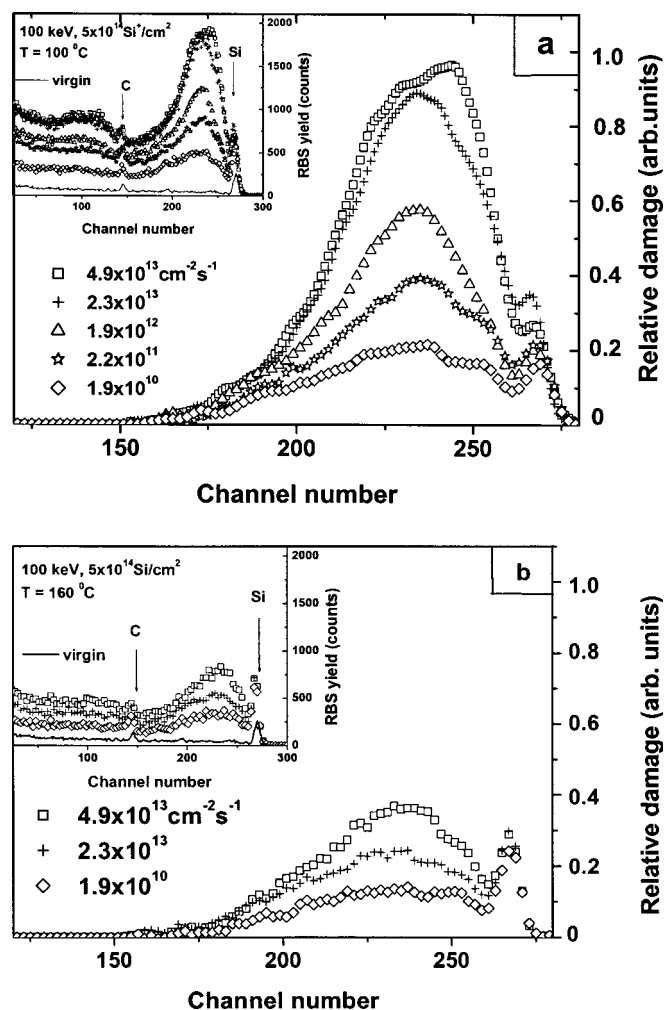 100 keV, 5x10¹⁴Si⁺/cm²
T = 100 ⁰C
virgin
C
Si
2000
1500
1000
500
0
RBS yield (counts)
100
200
300
Channel number
a
1.0
0.8
0.6
0.4
0.2
0
Relative damage (arb.units)
4.9x10¹³cm⁻²s⁻¹
2.3x10¹³
1.9x10¹²
2.2x10¹¹
1.9x10¹⁰
150
200
250
Channel number
100 keV, 5x10¹⁴Si/cm²
T = 160 ⁰C
virgin
C
Si
2000
1500
1000
500
0
RBS yield (counts)
100
200
300
Channel number
b
1.0
0.8
0.6
0.4
0.2
0
Relative damage (arb. units)
4.9x10¹³cm⁻²s⁻¹
2.3x10¹³
1.9x10¹⁰
150
200
250
Channel number